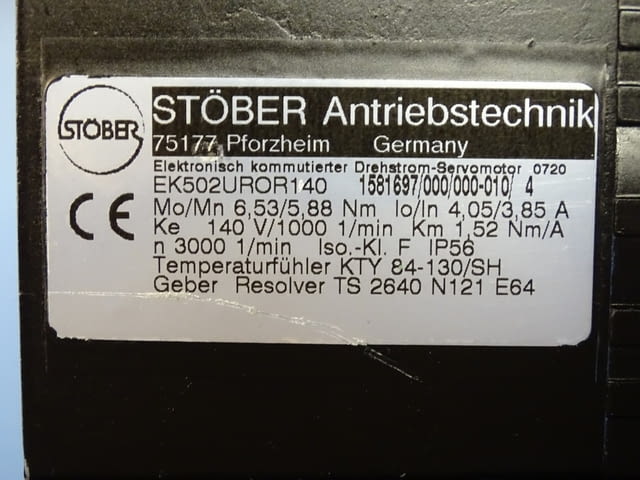 STÖBER
STÖBER Antriebstechnik
75177 Pforzheim Germany
Elektronisch kommutierter Drehstrom-Servomotor 0720
EK502UROR140 1581697/000/000-010/ 4
Mo/Mn 6,53/5,88 Nm Io/In 4,05/3,85 A
Ke 140 V/1000 1/min Km 1,52 Nm/A
n 3000 1/min Iso.-Kl. F IP56
Temperaturfühler KTY 84-130/SH
Geber Resolver TS 2640 N121 E64
CE